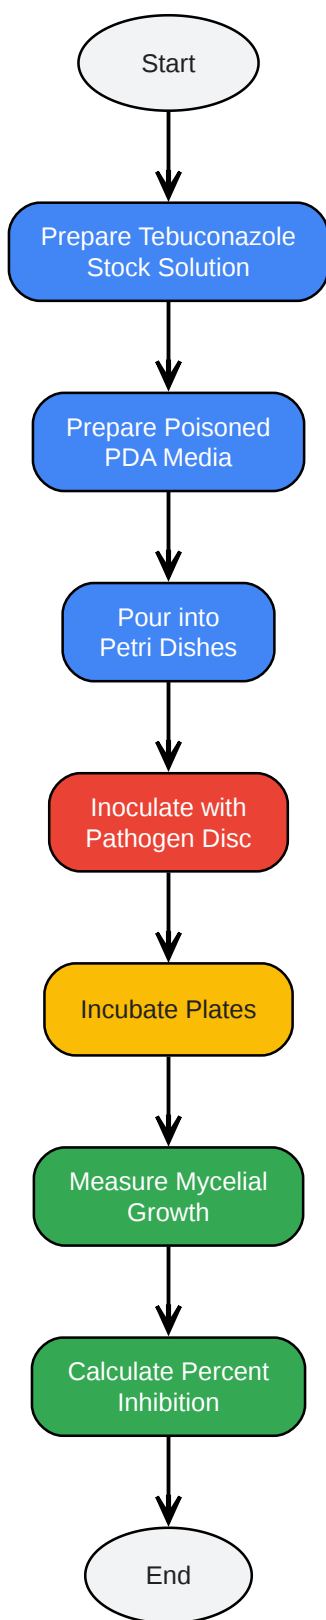 Start
Prepare Tebuconazole
Stock Solution
Prepare Poisoned
PDA Media
Pour into
Petri Dishes
Inoculate with
Pathogen Disc
Incubate Plates
Measure Mycelial
Growth
Calculate Percent
Inhibition
End